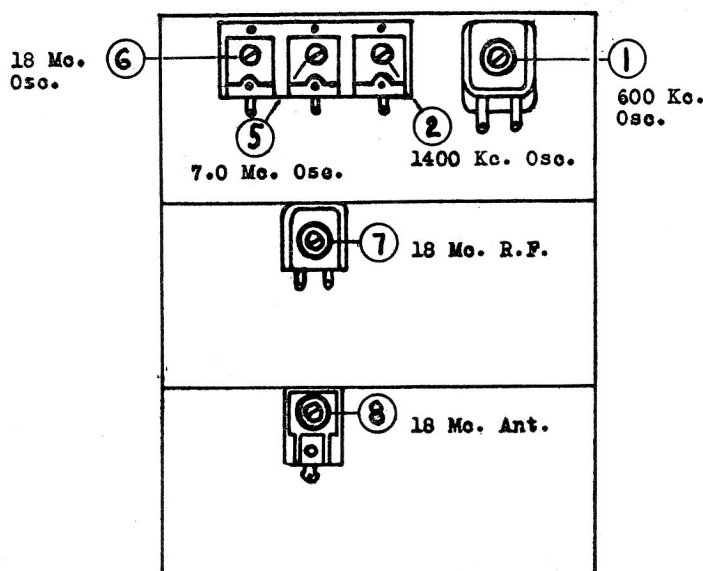 18 Mc.
Osc.
6
5
2
1
600 Kc.
Osc.
7.0 Mc. Osc.
1400 Kc. Osc.
7
18 Mc. R.F.
8
18 Mc. Ant.